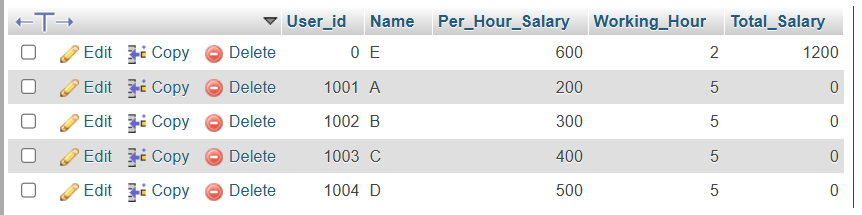 User_id Name Per_Hour_Salary Working_Hour Total_Salary
Edit Copy Delete 0 E 600 2 1200
Edit Copy Delete 1001 A 200 5 0
Edit Copy Delete 1002 B 300 5 0
Edit Copy Delete 1003 C 400 5 0
Edit Copy Delete 1004 D 500 5 0